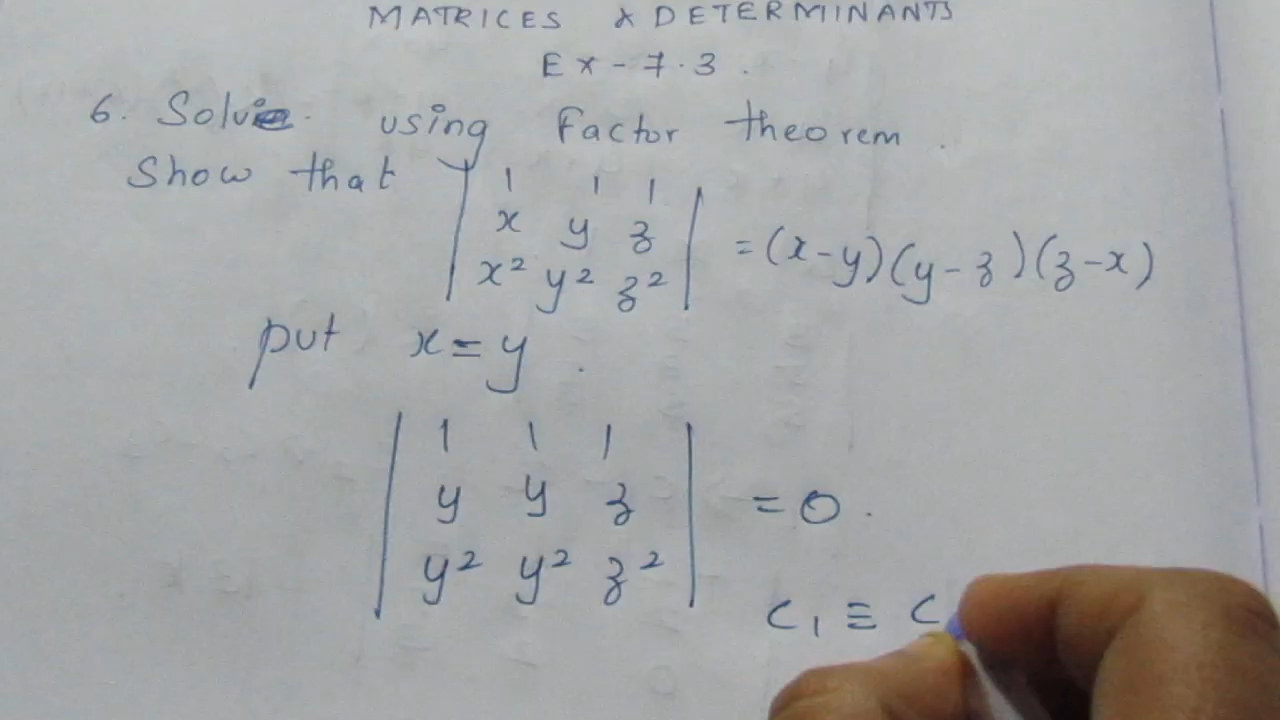 MATRICES & DETERMINANTS
Ex - 7.3.
6. Solve. using Factor theorem.
Show that | 1 1 1 |
| x y z | = (x-y)(y-z)(z-x)
| x² y² z² |
put x = y.
| 1 1 1 |
| y y z | = 0.
| y² y² z² |
C₁ ≡ C